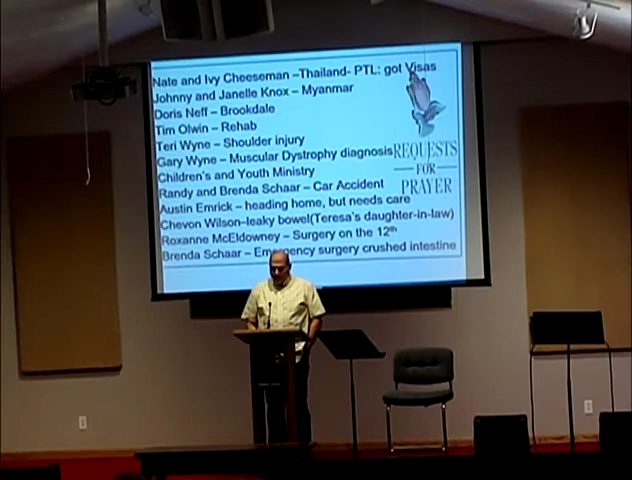 Nate and Ivy Cheeseman –Thailand- PTL: got Visas
Johnny and Janelle Knox – Myanmar
Doris Neff – Brookdale
Tim Olwin – Rehab
Teri Wyne – Shoulder injury
Gary Wyne – Muscular Dystrophy diagnosis
Children's and Youth Ministry
Randy and Brenda Schaar – Car Accident
Austin Emrick – heading home, but needs care
Chevon Wilson–leaky bowel(Teresa's daughter-in-law)
Roxanne McEldowney – Surgery on the 12th
Brenda Schaar – Emergency surgery crushed intestine
REQUESTS
FOR
PRAYER